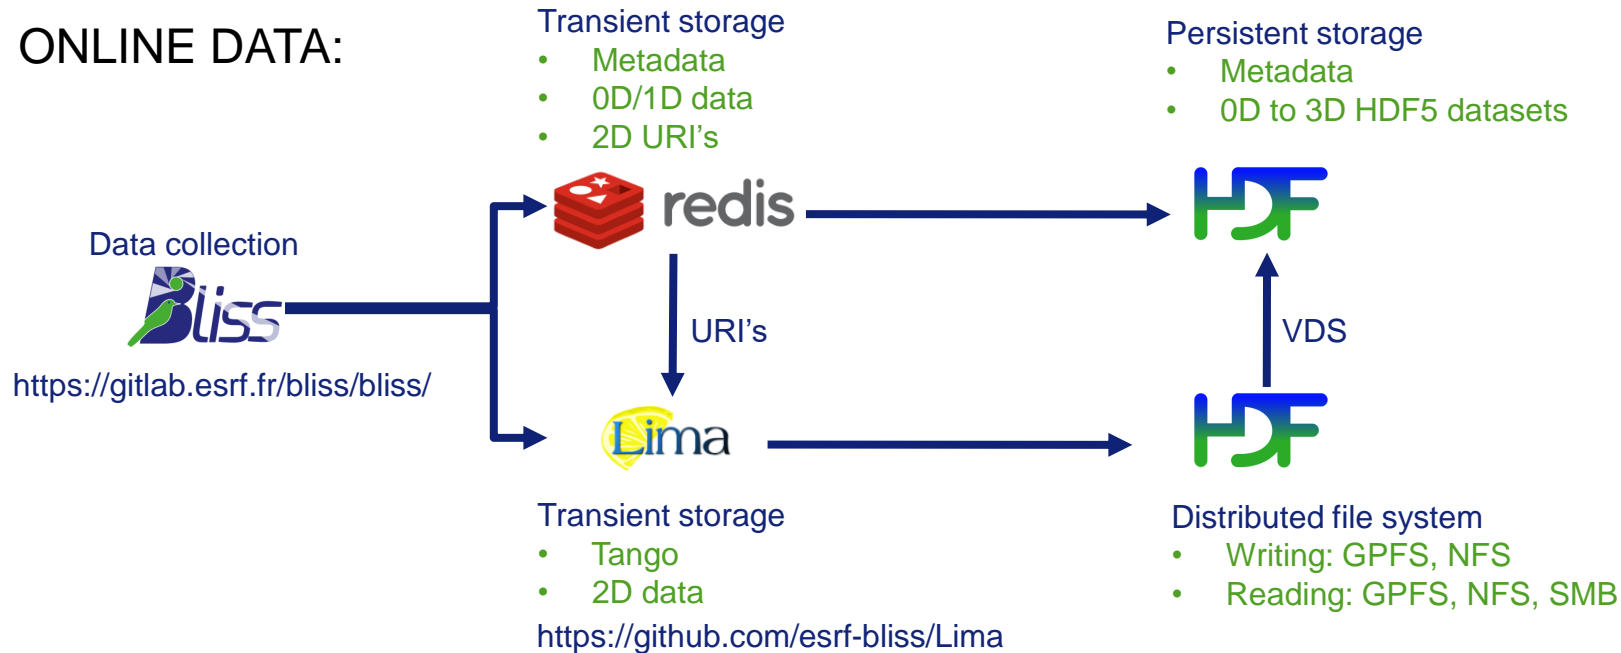 ONLINE DATA:
Transient storage
• Metadata
• 0D/1D data
• 2D URI's
redis
Persistent storage
• Metadata
• 0D to 3D HDF5 datasets
HDF
Data collection
Bliss
https://gitlab.esrf.fr/bliss/bliss/
URI's
VDS
Lima
HDF
Transient storage
• Tango
• 2D data
https://github.com/esrf-bliss/Lima
Distributed file system
• Writing: GPFS, NFS
• Reading: GPFS, NFS, SMB